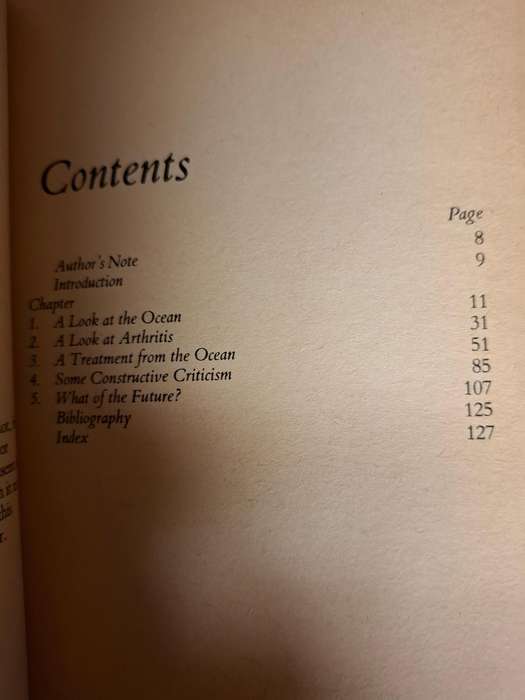 Contents
Page
Author's Note 8
Introduction 9
Chapter
1. A Look at the Ocean 11
2. A Look at Arthritis 31
3. A Treatment from the Ocean 51
4. Some Constructive Criticism 85
5. What of the Future? 107
Bibliography 125
Index 127